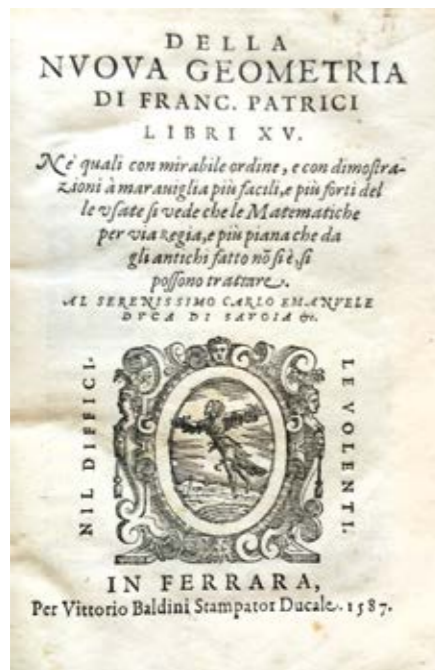 DELLA
NVOVA GEOMETRIA
DI FRANC. PATRICI
LIBRI XV.
Ne' quali con mirabile ordine, e con dimostra-
zioni à marauiglia più facili, e più forti del
le vsate si vede che le Matematiche
per via Regia, e più piana che da
gli antichi fatto nõ si è, si
possono trattare.
AL SERENISSIMO CARLO EMANVELE
DVCA DI SAVOIA &c.
NIL DIFFICI-
LE VOLENTI.
IN FERRARA,
Per Vittorio Baldini Stampator Ducale. 1587.